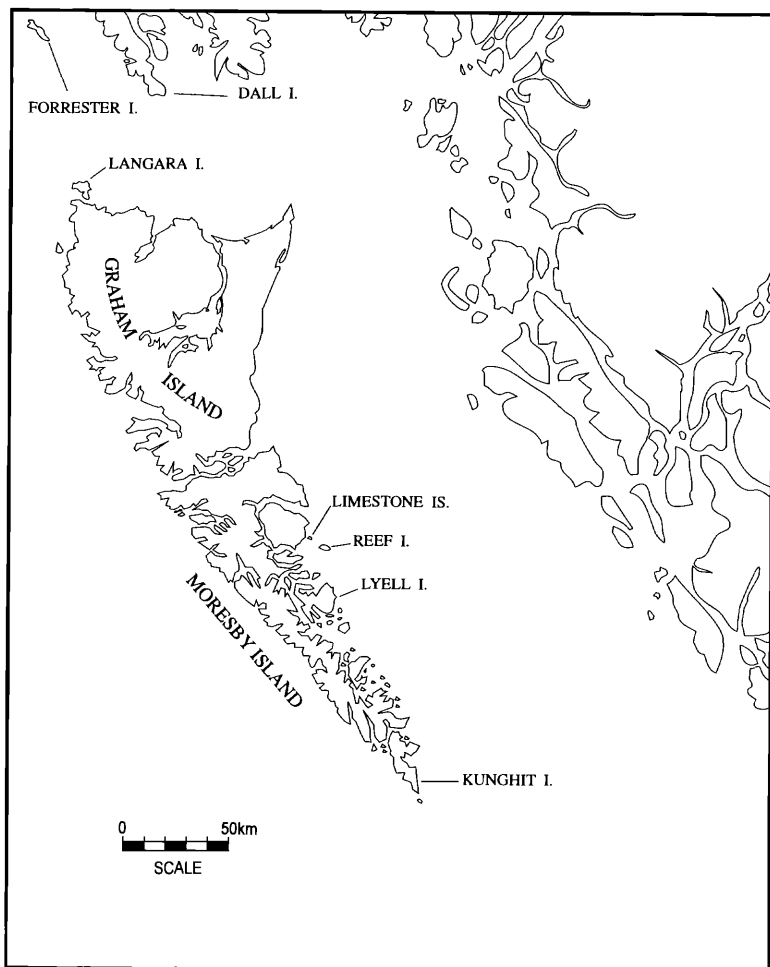 DALL I.
FORRESTER I.
LANGARA I.
GRAHAM
ISLAND
LIMESTONE IS.
REEF I.
LYELL I.
MORESBY ISLAND
KUNGHIT I.
0 50km
SCALE